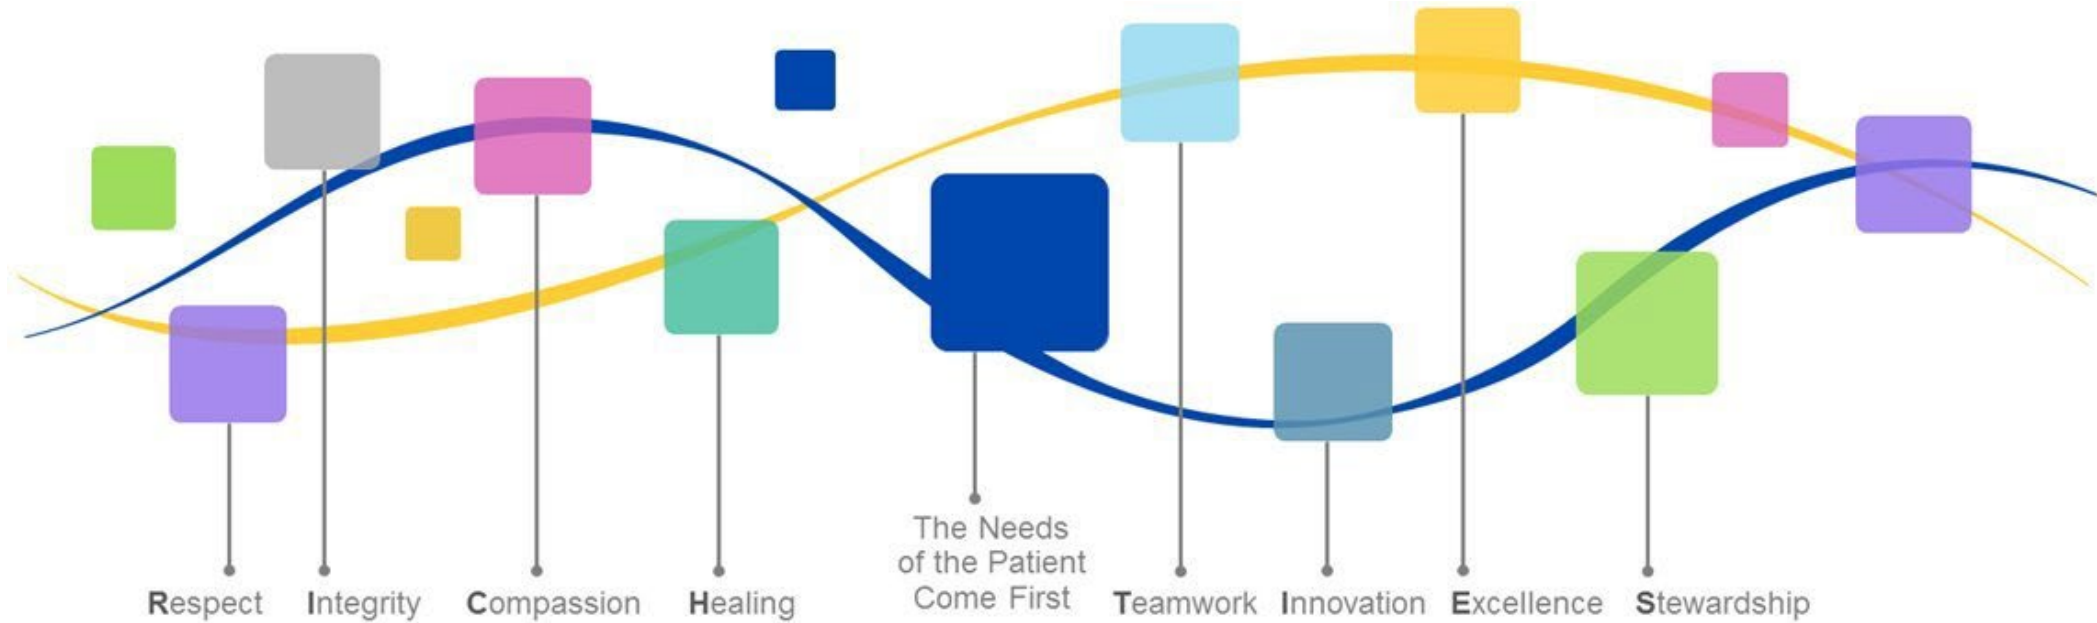 Respect
Integrity
Compassion
Healing
The Needs
of the Patient
Come First
Teamwork
Innovation
Excellence
Stewardship